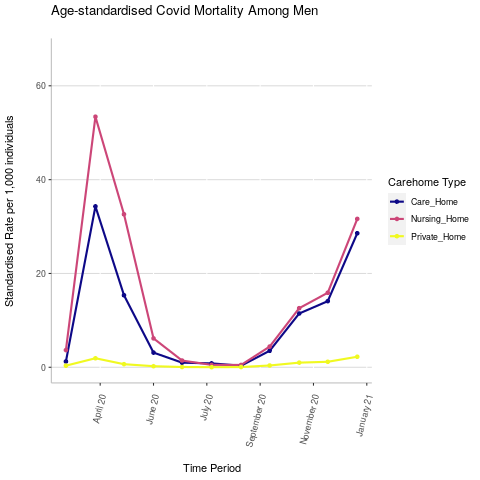 Age-standardised Covid Mortality Among Men
Standardised Rate per 1,000 individuals
60
40
20
0
April 20
June 20
July 20
September 20
November 20
January 21
Time Period
Carehome Type
Care_Home
Nursing_Home
Private_Home